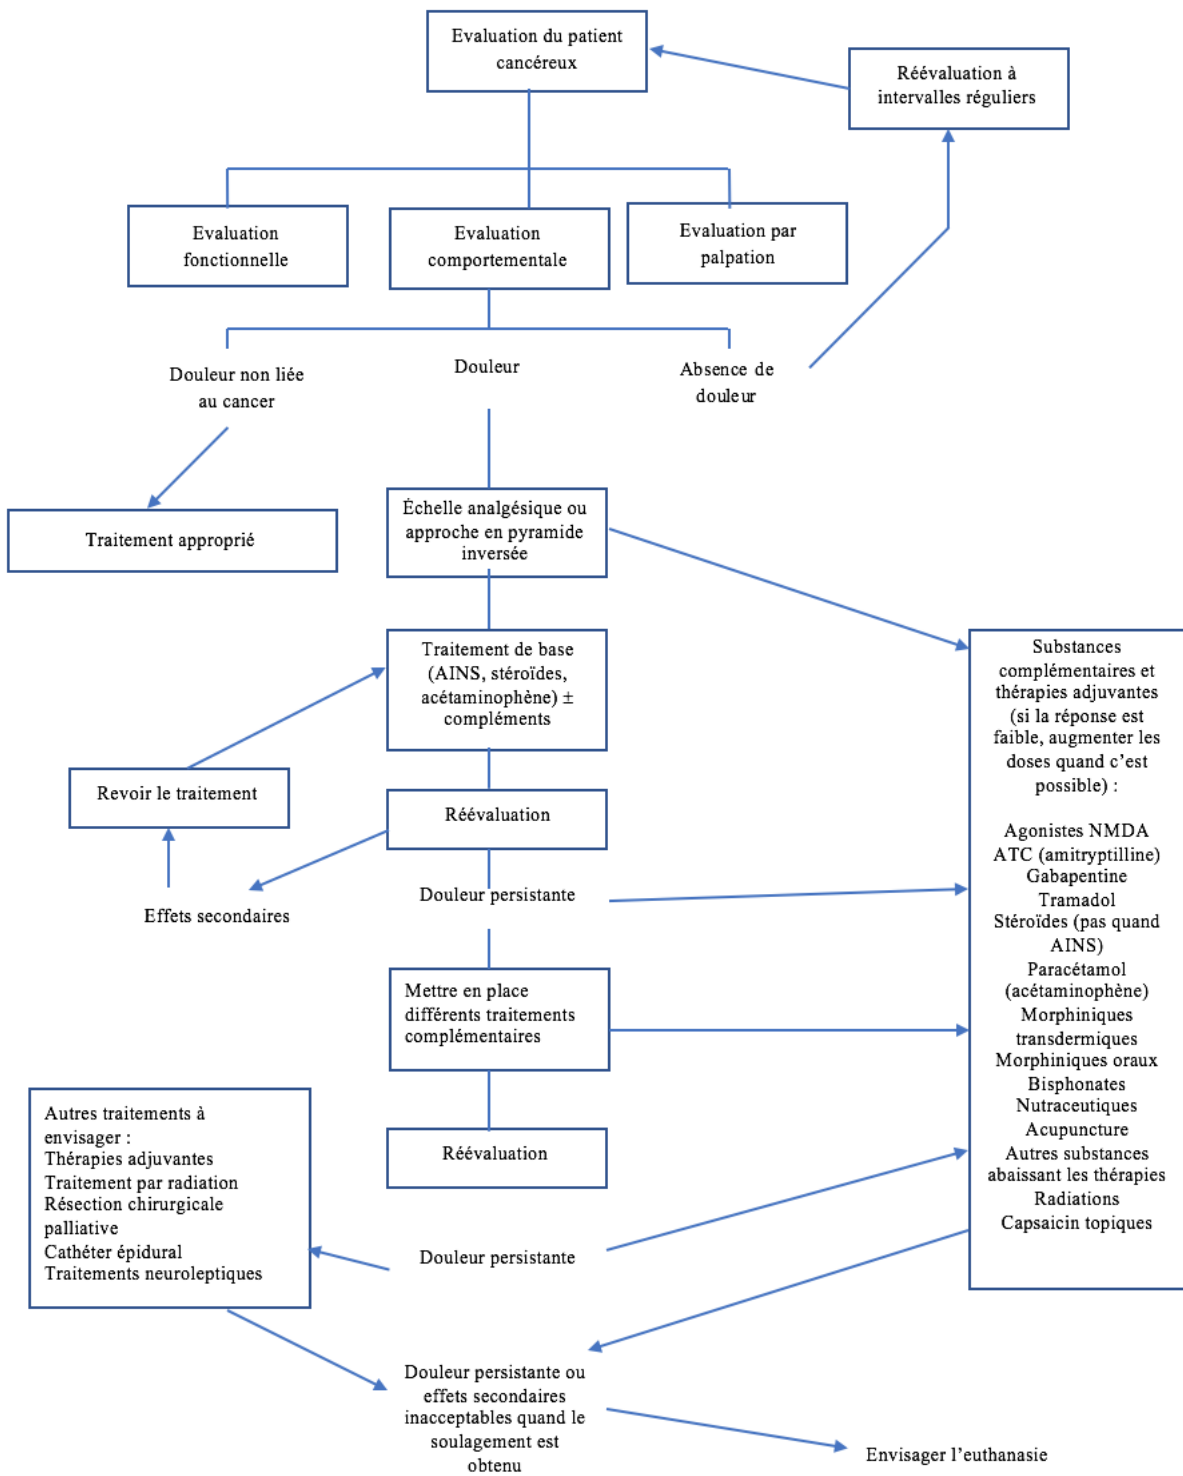 Evaluation du patient
cancéreux
Réévaluation à
intervalles réguliers
Evaluation
fonctionnelle
Evaluation
comportementale
Evaluation par
palpation
Douleur non liée
au cancer
Douleur
Absence de
douleur
Traitement approprié
Échelle analgésique ou
approche en pyramide
inversée
Traitement de base
(AINS, stéroïdes,
acétaminophène) ±
compléments
Revoir le traitement
Réévaluation
Effets secondaires
Douleur persistante
Mettre en place
différents traitements
complémentaires
Réévaluation
Substances
complémentaires et
thérapies adjuvantes
(si la réponse est
faible, augmenter les
doses quand c’est
possible) :
Agonistes NMDA
ATC (amitryptilline)
Gabapentine
Tramadol
Stéroïdes (pas quand
AINS)
Paracétamol
(acétaminophène)
Morphiniques
transdermiques
Morphiniques oraux
Bisphonates
Nutraceutiques
Acupuncture
Autres substances
abaissant les thérapies
Radiations
Capsaicin topiques
Autres traitements à
envisager :
Thérapies adjuvantes
Traitement par radiation
Résection chirurgicale
palliative
Cathéter épidural
Traitements neuroleptiques
Douleur persistante
Douleur persistante ou
effets secondaires
inacceptables quand le
soulagement est
obtenu
Envisager l’euthanasie